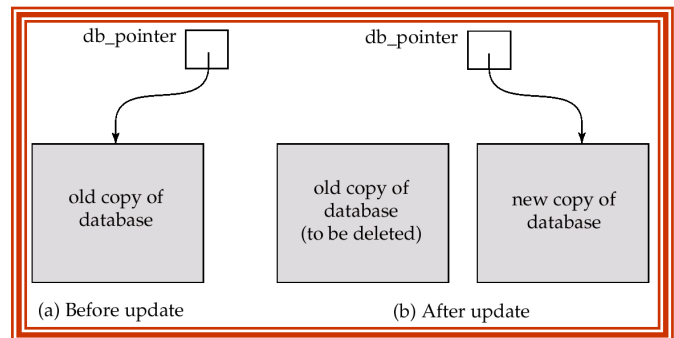 db_pointer
old copy of
database
(a) Before update
db_pointer
old copy of
database
(to be deleted)
new copy of
database
(b) After update